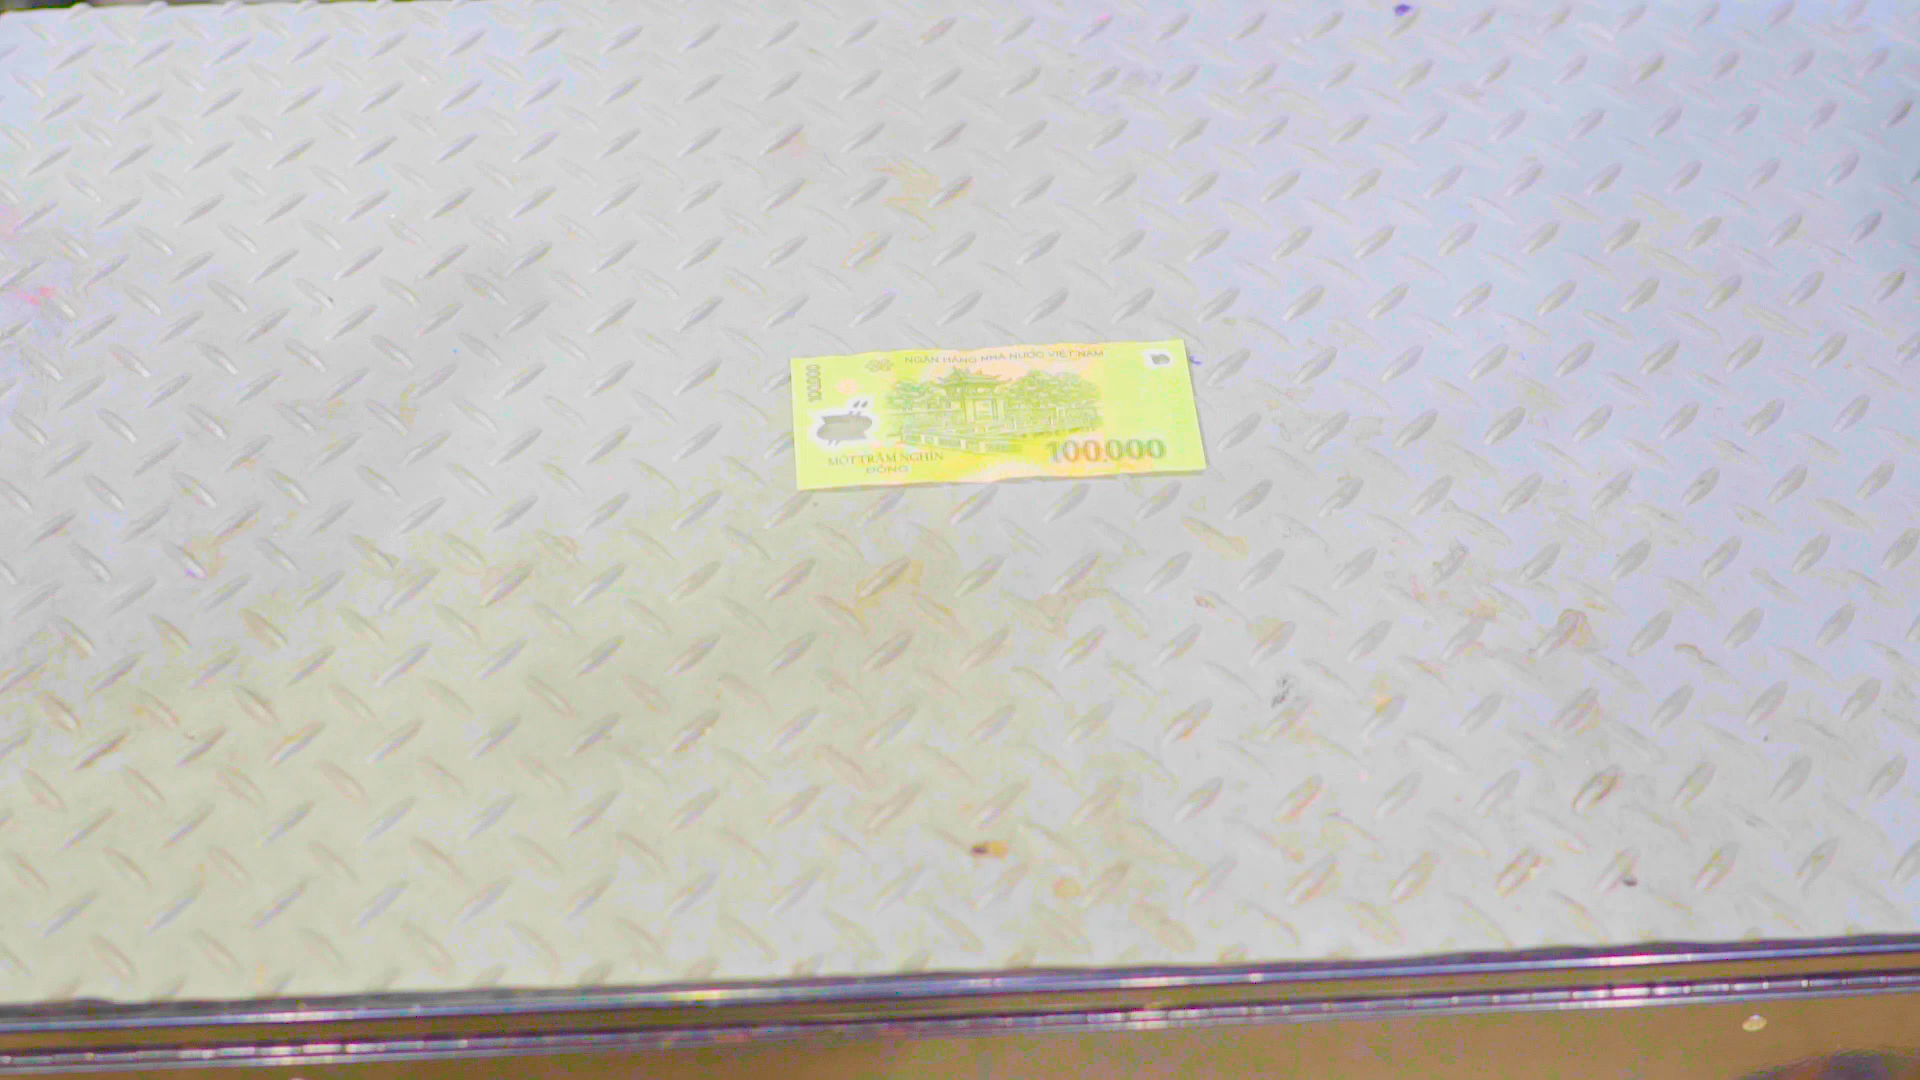 NGÂN HÀNG NHÀ NƯỚC VIỆT NAM
100000
MỘT TRĂM NGHÌN
ĐỒNG
100.000